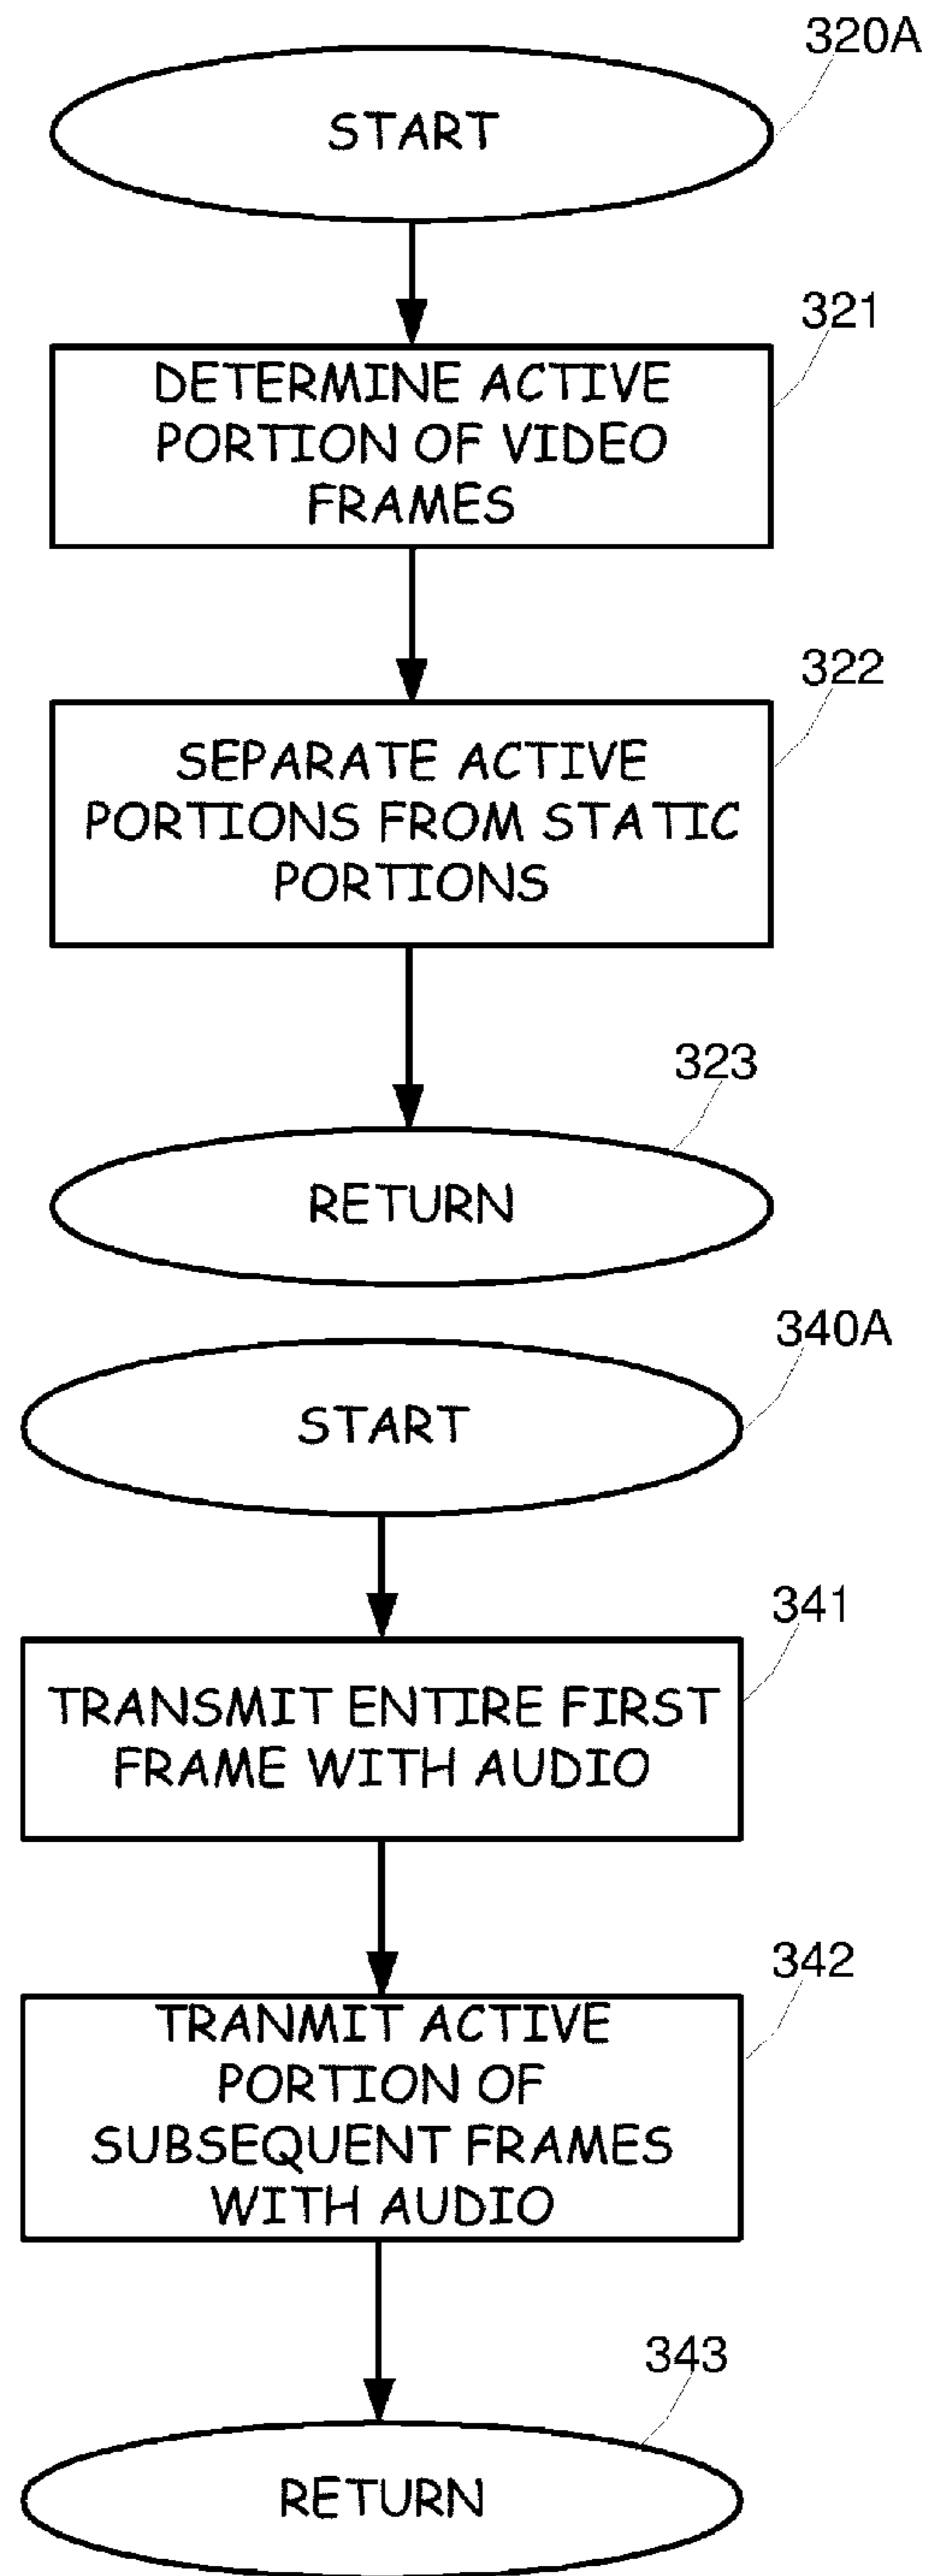 320A
START
321
DETERMINE ACTIVE
PORTION OF VIDEO
FRAMES
322
SEPARATE ACTIVE
PORTIONS FROM STATIC
PORTIONS
323
RETURN
340A
START
341
TRANSMIT ENTIRE FIRST
FRAME WITH AUDIO
342
TRANMIT ACTIVE
PORTION OF
SUBSEQUENT FRAMES
WITH AUDIO
343
RETURN